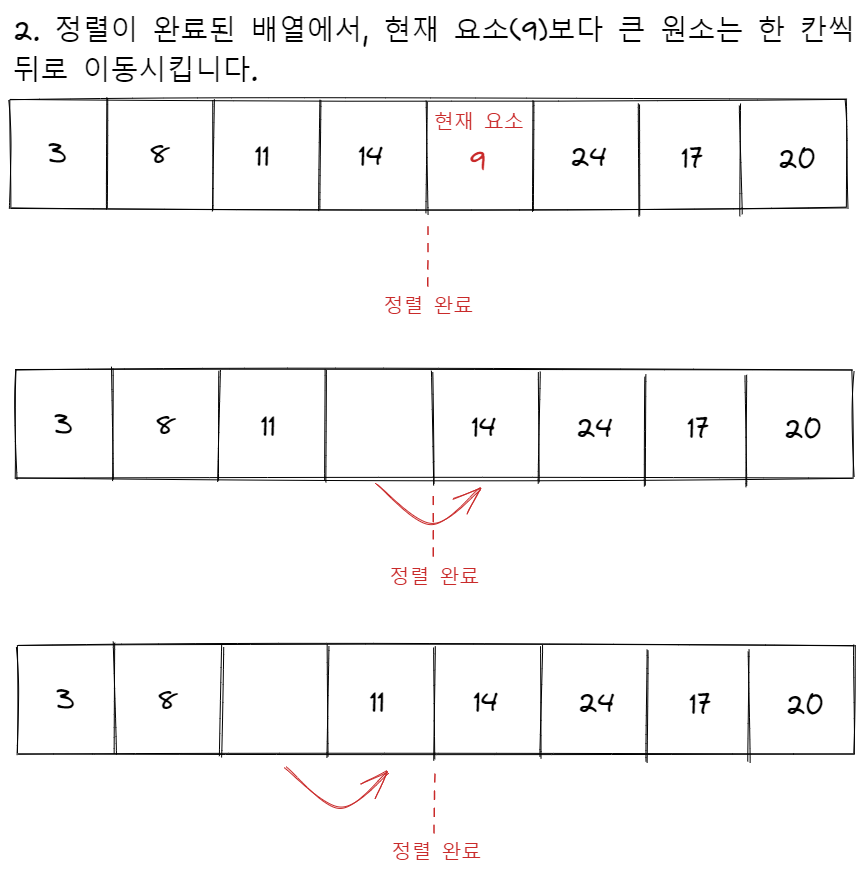 2. 정렬이 완료된 배열에서, 현재 요소(9)보다 큰 원소는 한 칸씩
뒤로 이동시킵니다.
현재 요소
3 8 11 14 9 24 17 20
정렬 완료
3 8 11 14 24 17 20
정렬 완료
3 8 11 14 24 17 20
정렬 완료